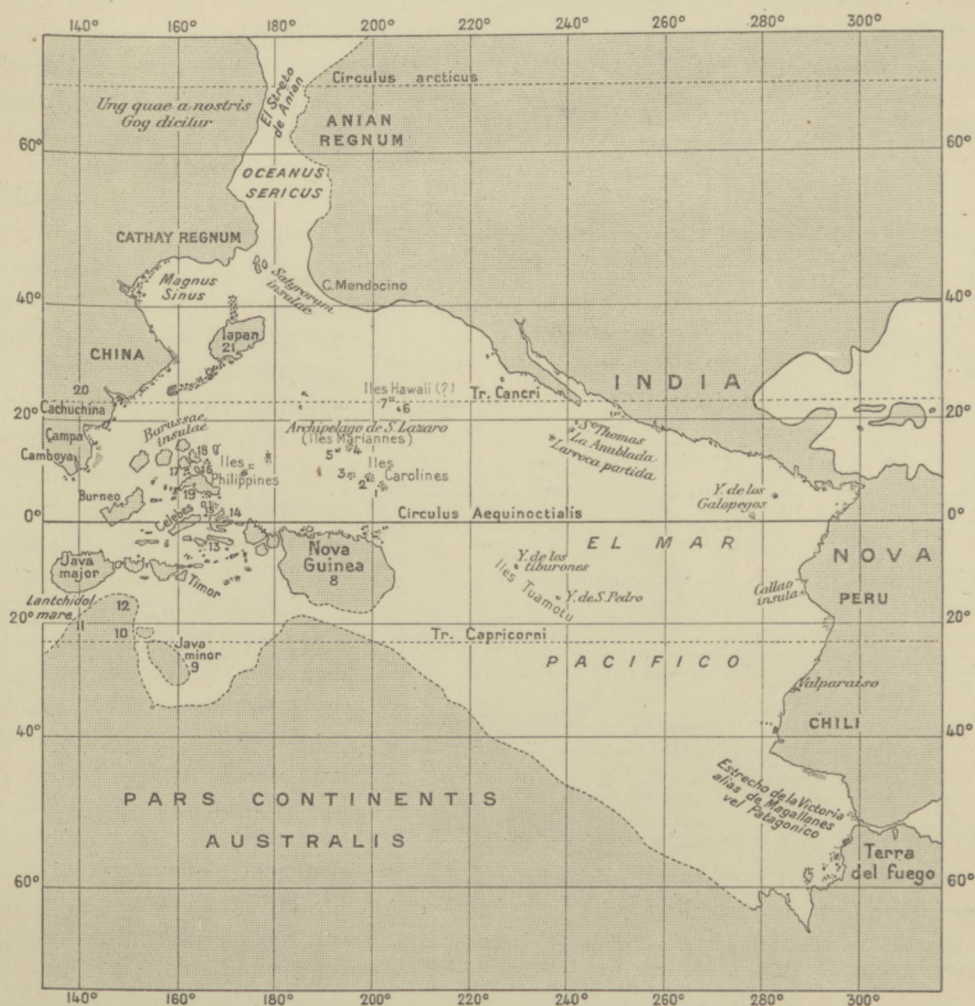 140° 160° 180° 200° 220° 240° 260° 280° 300°
Circulus arcticus
El Streto
de Anian
Ung quae a nostris
Gog dicitur
ANIAN
REGNUM
60° 60°
OCEANUS
SERICUS
CATHAY REGNUM
Magnus
Sinus
Satyrorum
insulae
C. Mendocino
40° 40°
Iapan
21
CHINA
INDIA
20
Iles Hawaii (?)
7 6
Tr. Cancri
Cachuchina
20° 20°
Campa
Camboya
Barussae
insulae
Archipelago de S. Lazaro
(Iles Mariannes)
5 4
Sº Thomas
La Anublada
Larroca partida
18
17 16
Iles
Philippines
3
2
1
Iles
Carolines
Burneo
19
Y. de los
Galopegos
0° 0°
Celebes
15
14
13
Circulus Aequinoctialis
EL MAR
Java
major
Timor
Nova
Guinea
8
Y. de los
tiburones
Iles Tuamotu
Y. de S. Pedro
NOVA
PERU
Callao
insula
Lantchidol
mare
12
11
20° 20°
10
Java
minor
9
Tr. Capricorni
PACIFICO
Valparaiso
CHILI
40° 40°
PARS CONTINENTIS
AUSTRALIS
Estrecho de la Victoria
alias de Magallanes
vel Patagonico
Terra
del fuego
60° 60°
140° 160° 180° 200° 220° 240° 260° 280° 300°